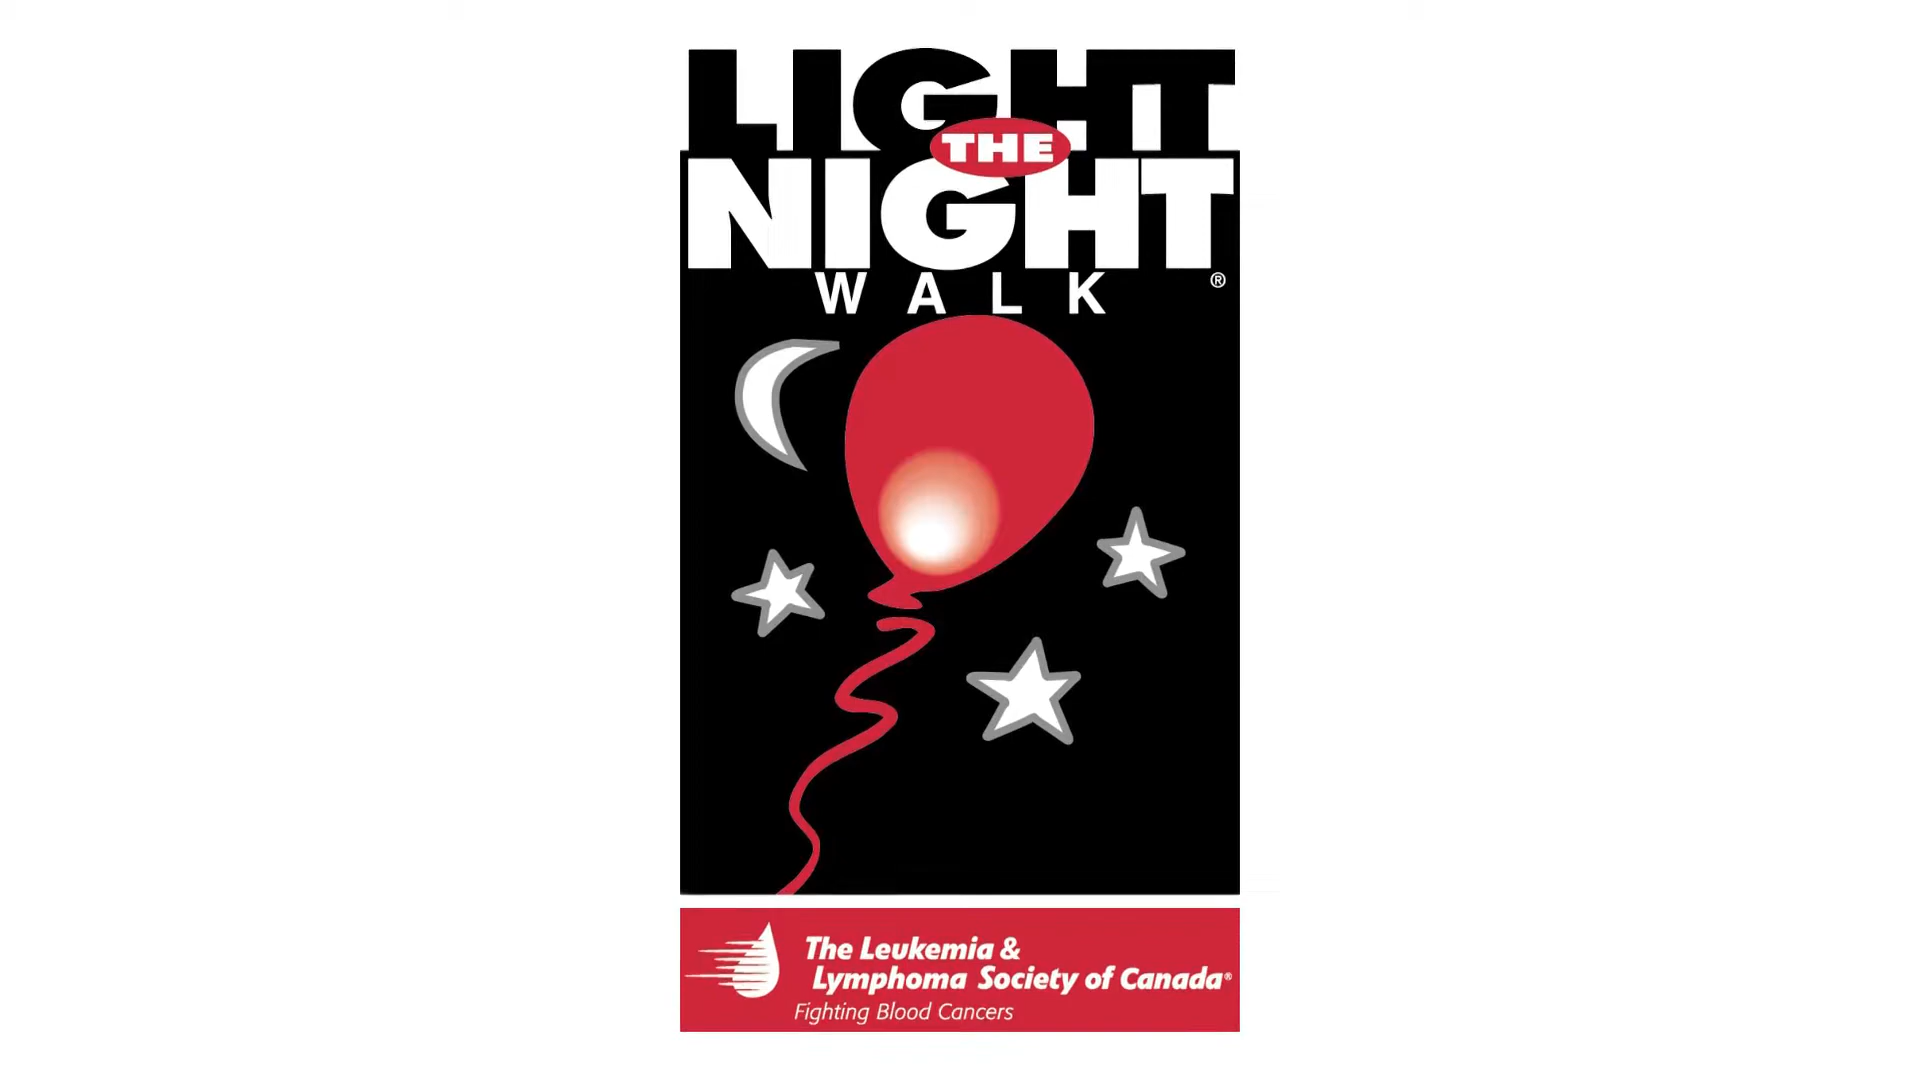 LIGHT
THE
NIGHT
WALK®
The Leukemia &
Lymphoma Society of Canada®
Fighting Blood Cancers